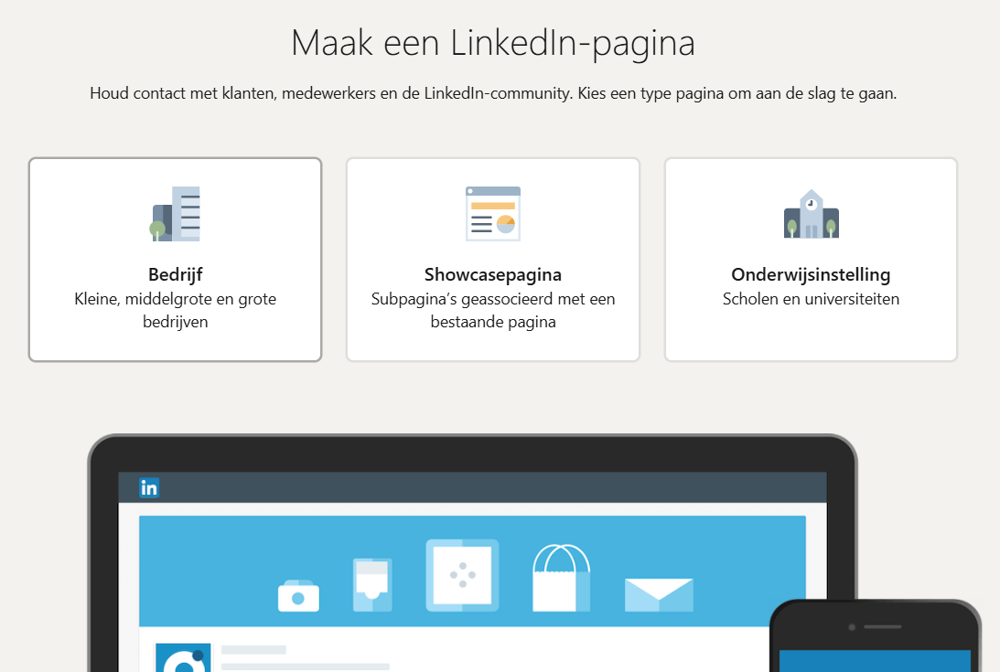 Maak een LinkedIn-pagina
Houd contact met klanten, medewerkers en de LinkedIn-community. Kies een type pagina om aan de slag te gaan.
Bedrijf
Kleine, middelgrote en grote
bedrijven
Showcasepagina
Subpagina’s geassocieerd met een
bestaande pagina
Onderwijsinstelling
Scholen en universiteiten
in